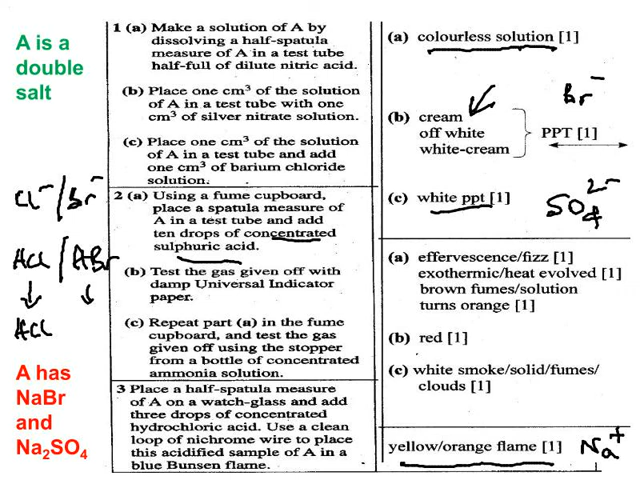 A is a
double
salt
Cl⁻/Br⁻
ACl/ABr
↓ ↓
ACl
A has
NaBr
and
Na₂SO₄
1 (a) Make a solution of A by
dissolving a half-spatula
measure of A in a test tube
half-full of dilute nitric acid.
(b) Place one cm³ of the solution
of A in a test tube with one
cm³ of silver nitrate solution.
(c) Place one cm³ of the solution
of A in a test tube and add
one cm³ of barium chloride
solution.
2 (a) Using a fume cupboard,
place a spatula measure of
A in a test tube and add
ten drops of concentrated
sulphuric acid.
(b) Test the gas given off with
damp Universal Indicator
paper.
(c) Repeat part (a) in the fume
cupboard, and test the gas
given off using the stopper
from a bottle of concentrated
ammonia solution.
3 Place a half-spatula measure
of A on a watch-glass and add
three drops of concentrated
hydrochloric acid. Use a clean
loop of nichrome wire to place
this acidified sample of A in a
blue Bunsen flame.
(a) colourless solution [1]
Br⁻
(b) cream
off white
white-cream
PPT [1]
(c) white ppt [1]
SO₄²⁻
(a) effervescence/fizz [1]
exothermic/heat evolved [1]
brown fumes/solution
turns orange [1]
(b) red [1]
(c) white smoke/solid/fumes/
clouds [1]
yellow/orange flame [1]
Na⁺